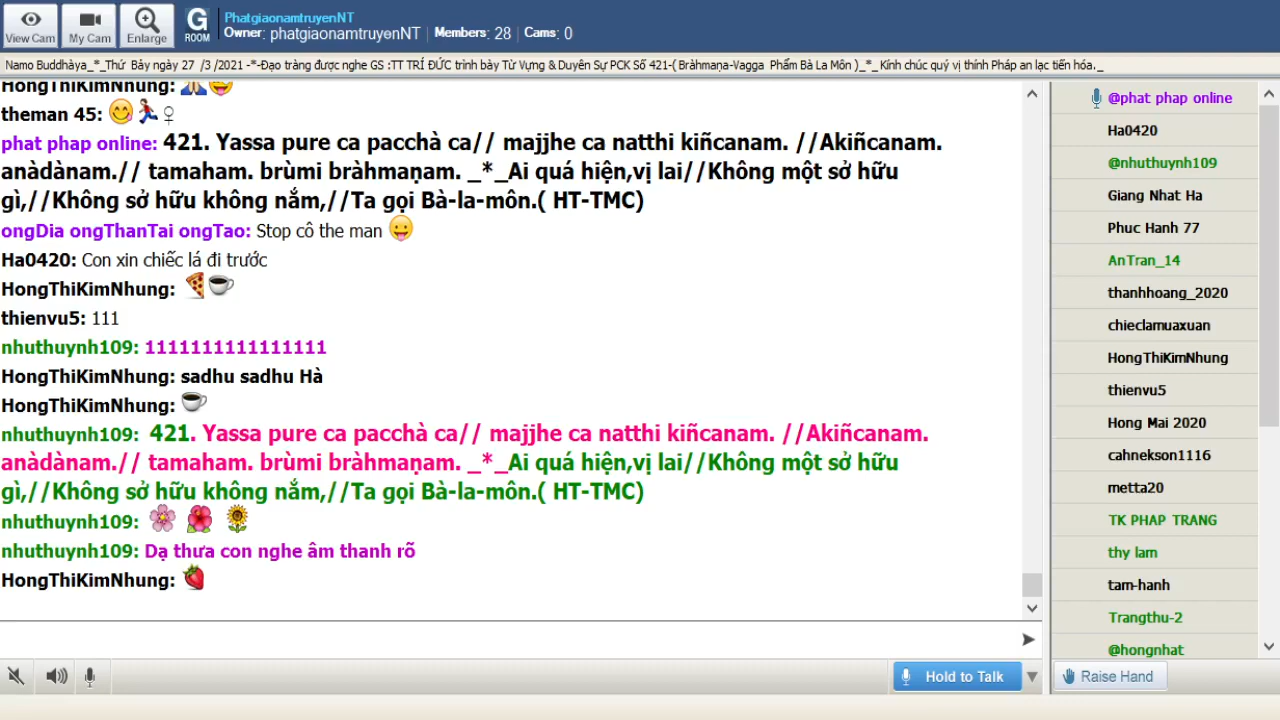 View Cam
My Cam
Enlarge
G
ROOM
PhatgiaonamtruyenNT
Owner: phatgiaonamtruyenNT | Members: 28 | Cams: 0
Namo Buddhàya_*_Thứ Bảy ngày 27 /3 /2021 -*-Đạo tràng được nghe GS :TT TRÍ ĐỨC trình bày Từ Vựng & Duyên Sự PCK Số 421-( Bràhmaṇa-Vagga Phẩm Bà La Môn )_*_ Kính chúc quý vị thính Pháp an lạc tiến hóa._
HongThiKimNhung:
theman 45:
phat phap online: 421. Yassa pure ca pacchà ca// majjhe ca natthi kiñcanam. //Akiñcanam.
anàdànam.// tamaham. brùmi bràhmaṇam. _*_Ai quá hiện,vị lai//Không một sở hữu
gì,//Không sở hữu không nắm,//Ta gọi Bà-la-môn.( HT-TMC)
ongDia ongThanTai ongTao: Stop cô the man
Ha0420: Con xin chiếc lá đi trước
HongThiKimNhung:
thienvu5: 111
nhuthuynh109: 1111111111111111
HongThiKimNhung: sadhu sadhu Hà
HongThiKimNhung:
nhuthuynh109: 421. Yassa pure ca pacchà ca// majjhe ca natthi kiñcanam. //Akiñcanam.
anàdànam.// tamaham. brùmi bràhmaṇam. _*_Ai quá hiện,vị lai//Không một sở hữu
gì,//Không sở hữu không nắm,//Ta gọi Bà-la-môn.( HT-TMC)
nhuthuynh109:
nhuthuynh109: Dạ thưa con nghe âm thanh rõ
HongThiKimNhung:
@phat phap online
Ha0420
@nhuthuynh109
Giang Nhat Ha
Phuc Hanh 77
AnTran_14
thanhhoang_2020
chieclamuaxuan
HongThiKimNhung
thienvu5
Hong Mai 2020
cahnekson1116
metta20
TK PHAP TRANG
thy lam
tam-hanh
Trangthu-2
@hongnhat
Hold to Talk
Raise Hand